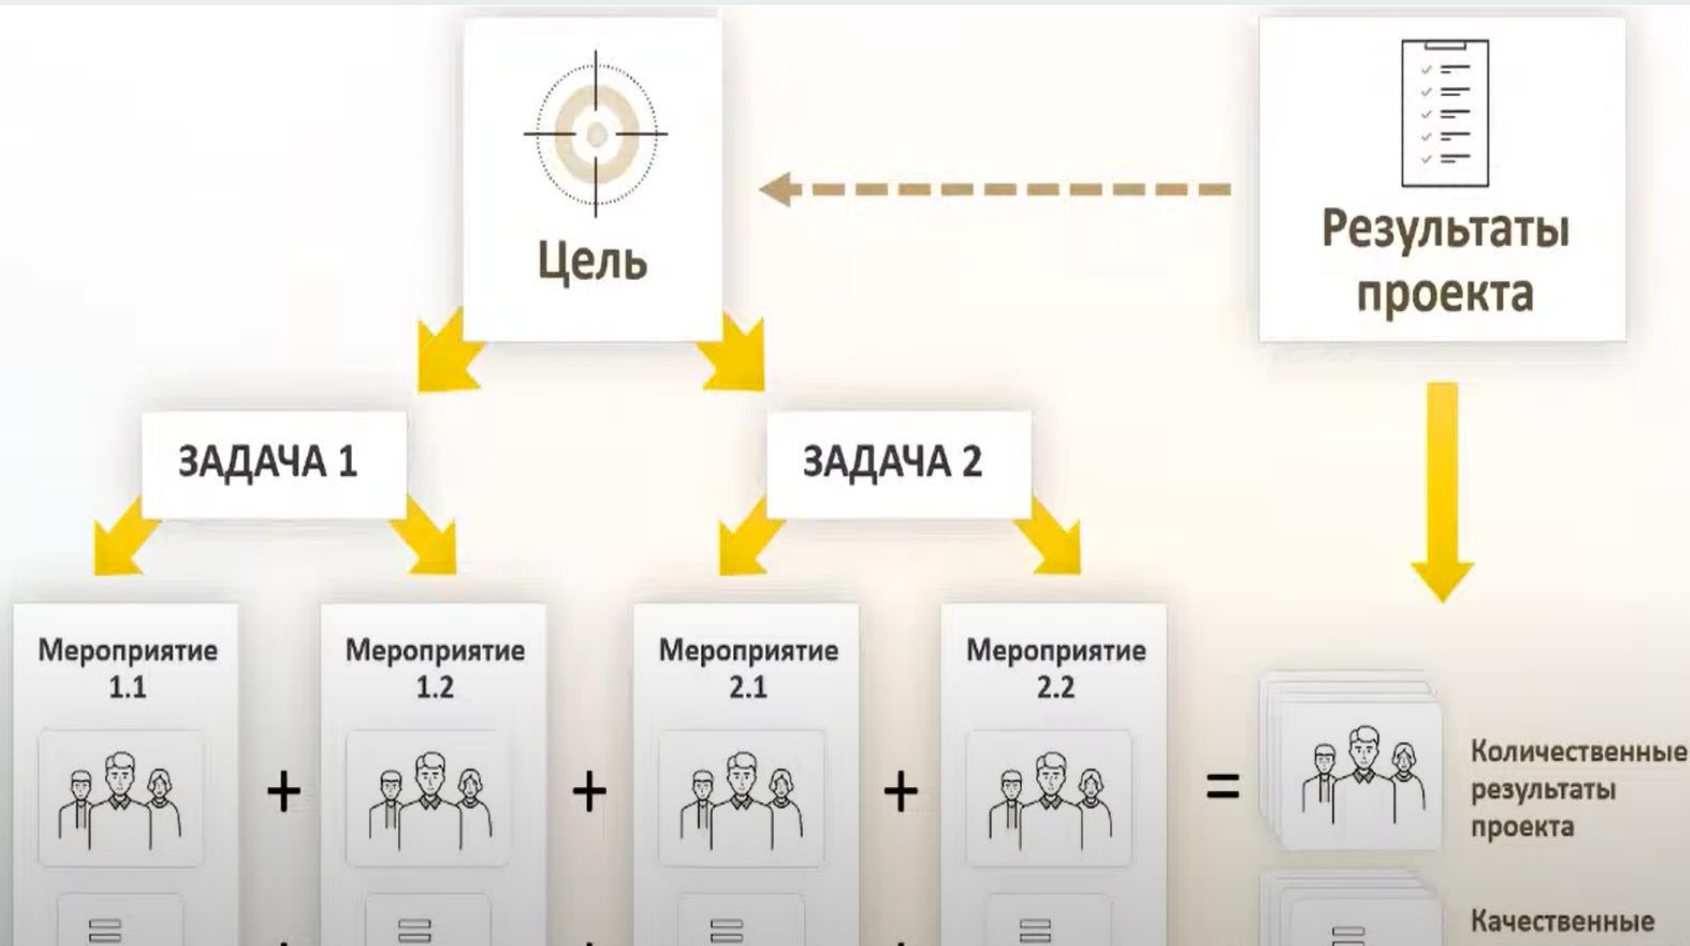 Цель
Результаты
проекта
ЗАДАЧА 1
ЗАДАЧА 2
Мероприятие
1.1
Мероприятие
1.2
Мероприятие
2.1
Мероприятие
2.2
+
+
+
=
Количественные
результаты
проекта
Качественные